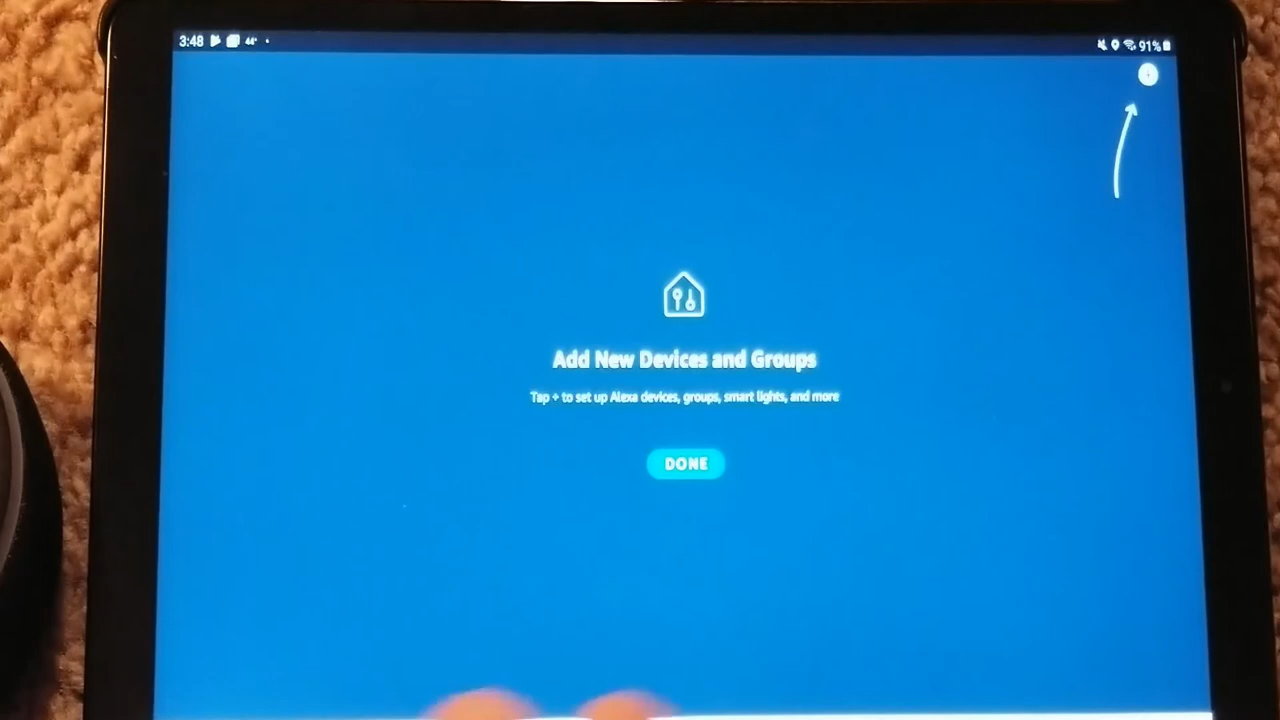 3:48 44°
91%
Add New Devices and Groups
Tap + to set up Alexa devices, groups, smart lights, and more
DONE